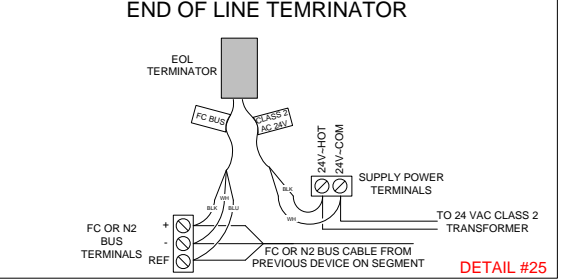 END OF LINE TEMRINATOR
EOL
TERMINATOR
FC BUS
CLASS 2
AC 24V
24V~HOT
24V~COM
SUPPLY POWER
TERMINALS
BLK
WH
BLK
WH
BLU
TO 24 VAC CLASS 2
TRANSFORMER
FC OR N2
BUS
TERMINALS
+
-
REF
FC OR N2 BUS CABLE FROM
PREVIOUS DEVICE ON SEGMENT
DETAIL #25